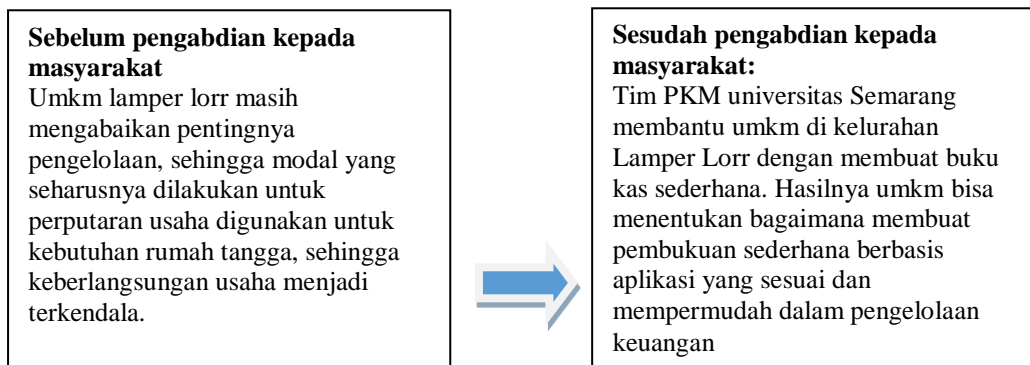 Sebelum pengabdian kepada
masyarakat
Umkm lamper lorr masih
mengabaikan pentingnya
pengelolaan, sehingga modal yang
seharusnya dilakukan untuk
perputaran usaha digunakan untuk
kebutuhan rumah tangga, sehingga
keberlangsungan usaha menjadi
terkendala.
Sesudah pengabdian kepada
masyarakat:
Tim PKM universitas Semarang
membantu umkm di kelurahan
Lamper Lorr dengan membuat buku
kas sederhana. Hasilnya umkm bisa
menentukan bagaimana membuat
pembukuan sederhana berbasis
aplikasi yang sesuai dan
mempermudah dalam pengelolaan
keuangan